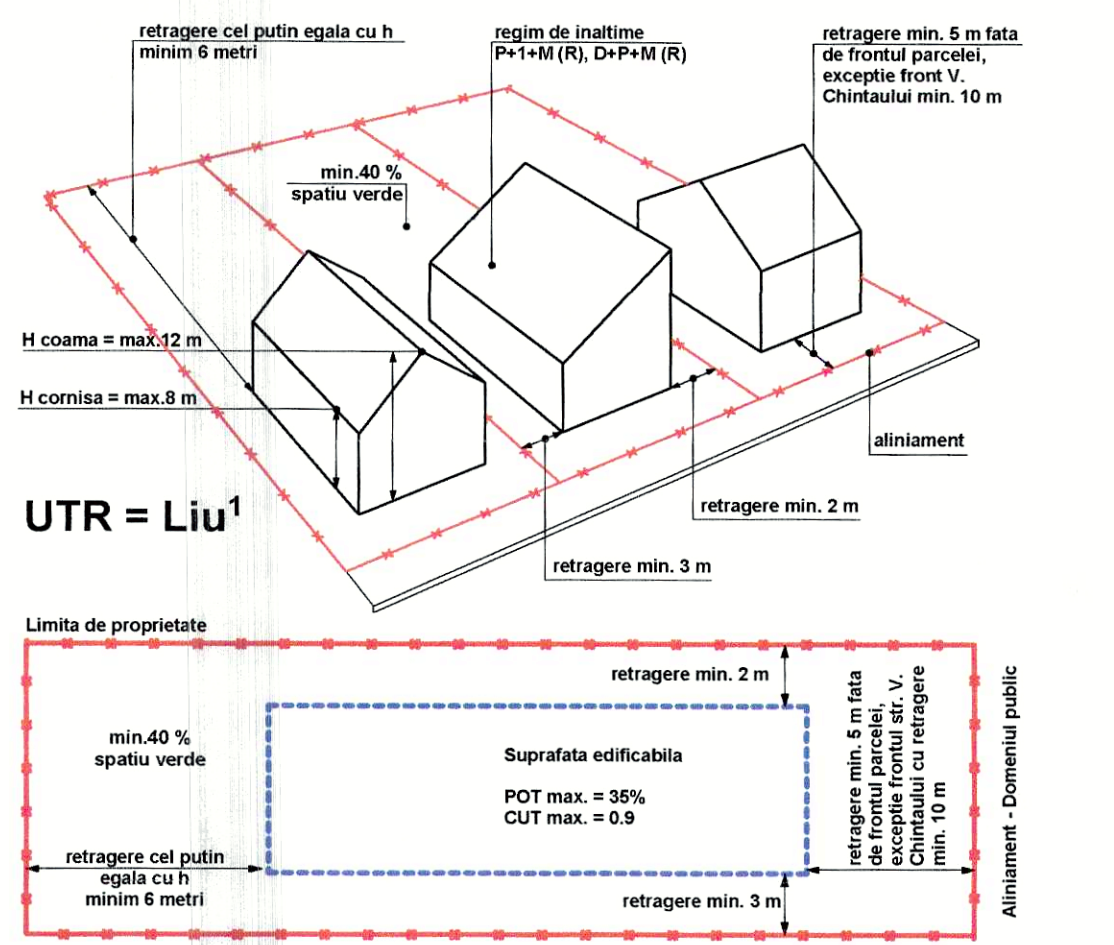 retragere cel putin egala cu h
minim 6 metri
regim de inaltime
P+1+M (R), D+P+M (R)
retragere min. 5 m fata
de frontul parcelei,
exceptie front V.
Chintaului min. 10 m
min.40 %
spatiu verde
H coama = max.12 m
H cornisa = max.8 m
aliniament
UTR = Liu¹
retragere min. 2 m
retragere min. 3 m
Limita de proprietate
retragere min. 2 m
min.40 %
spatiu verde
Suprafata edificabila
POT max. = 35%
CUT max. = 0.9
retragere min. 5 m fata
de frontul parcelei,
exceptie frontul str. V.
Chintaului cu retragere
min. 10 m
Aliniament - Domeniul public
retragere cel putin
egala cu h
minim 6 metri
retragere min. 3 m